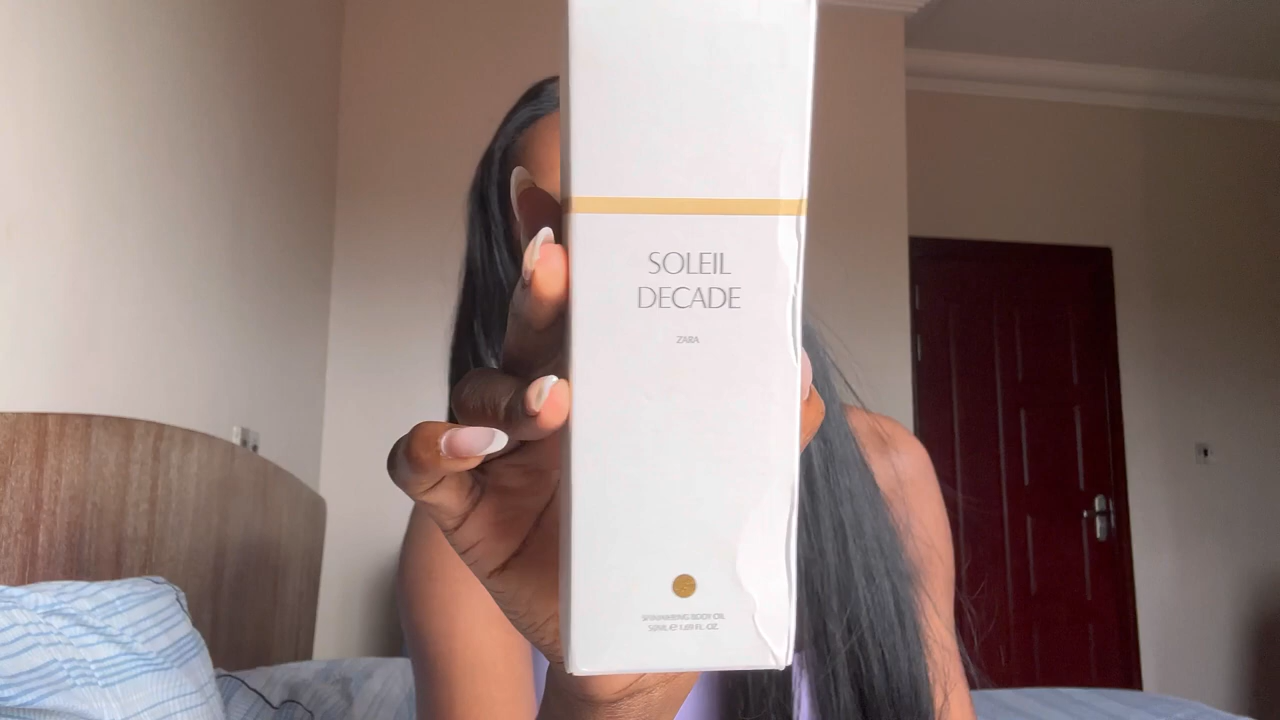 SOLEIL
DECADE
ZARA
SHIMMERING BODY OIL
50ML ℮ 1.69 FL. OZ.